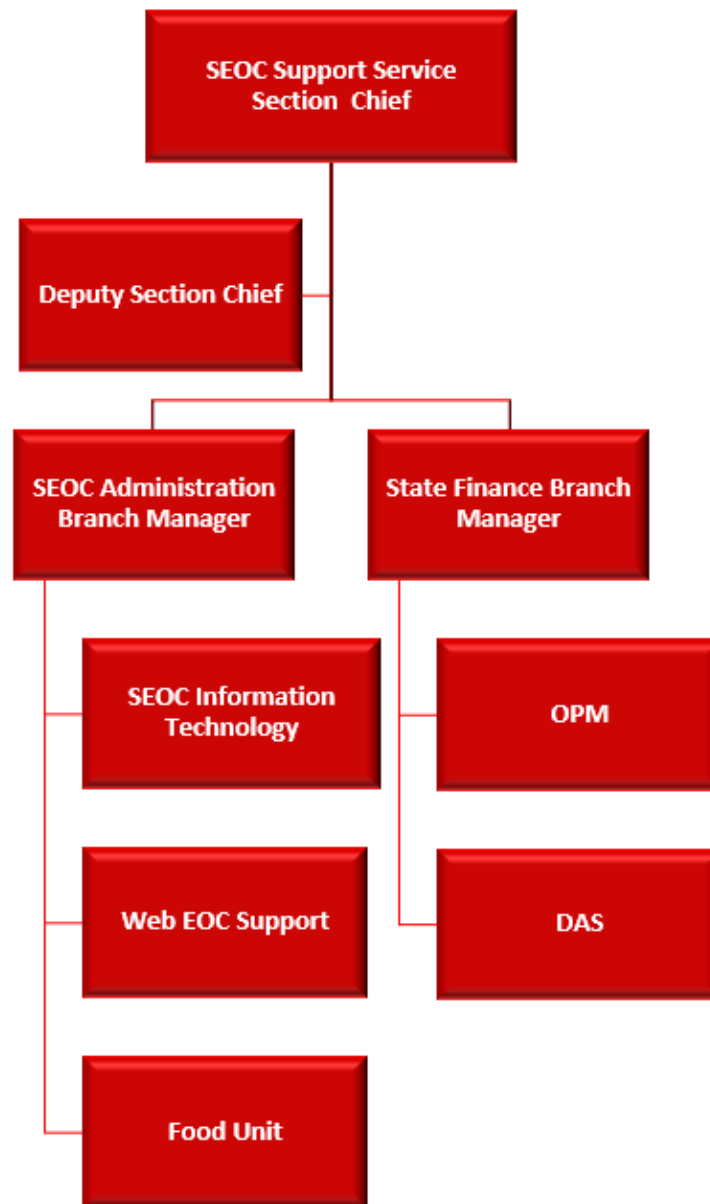 SEOC Support Service
Section Chief
Deputy Section Chief
SEOC Administration
Branch Manager
State Finance Branch
Manager
SEOC Information
Technology
OPM
Web EOC Support
DAS
Food Unit